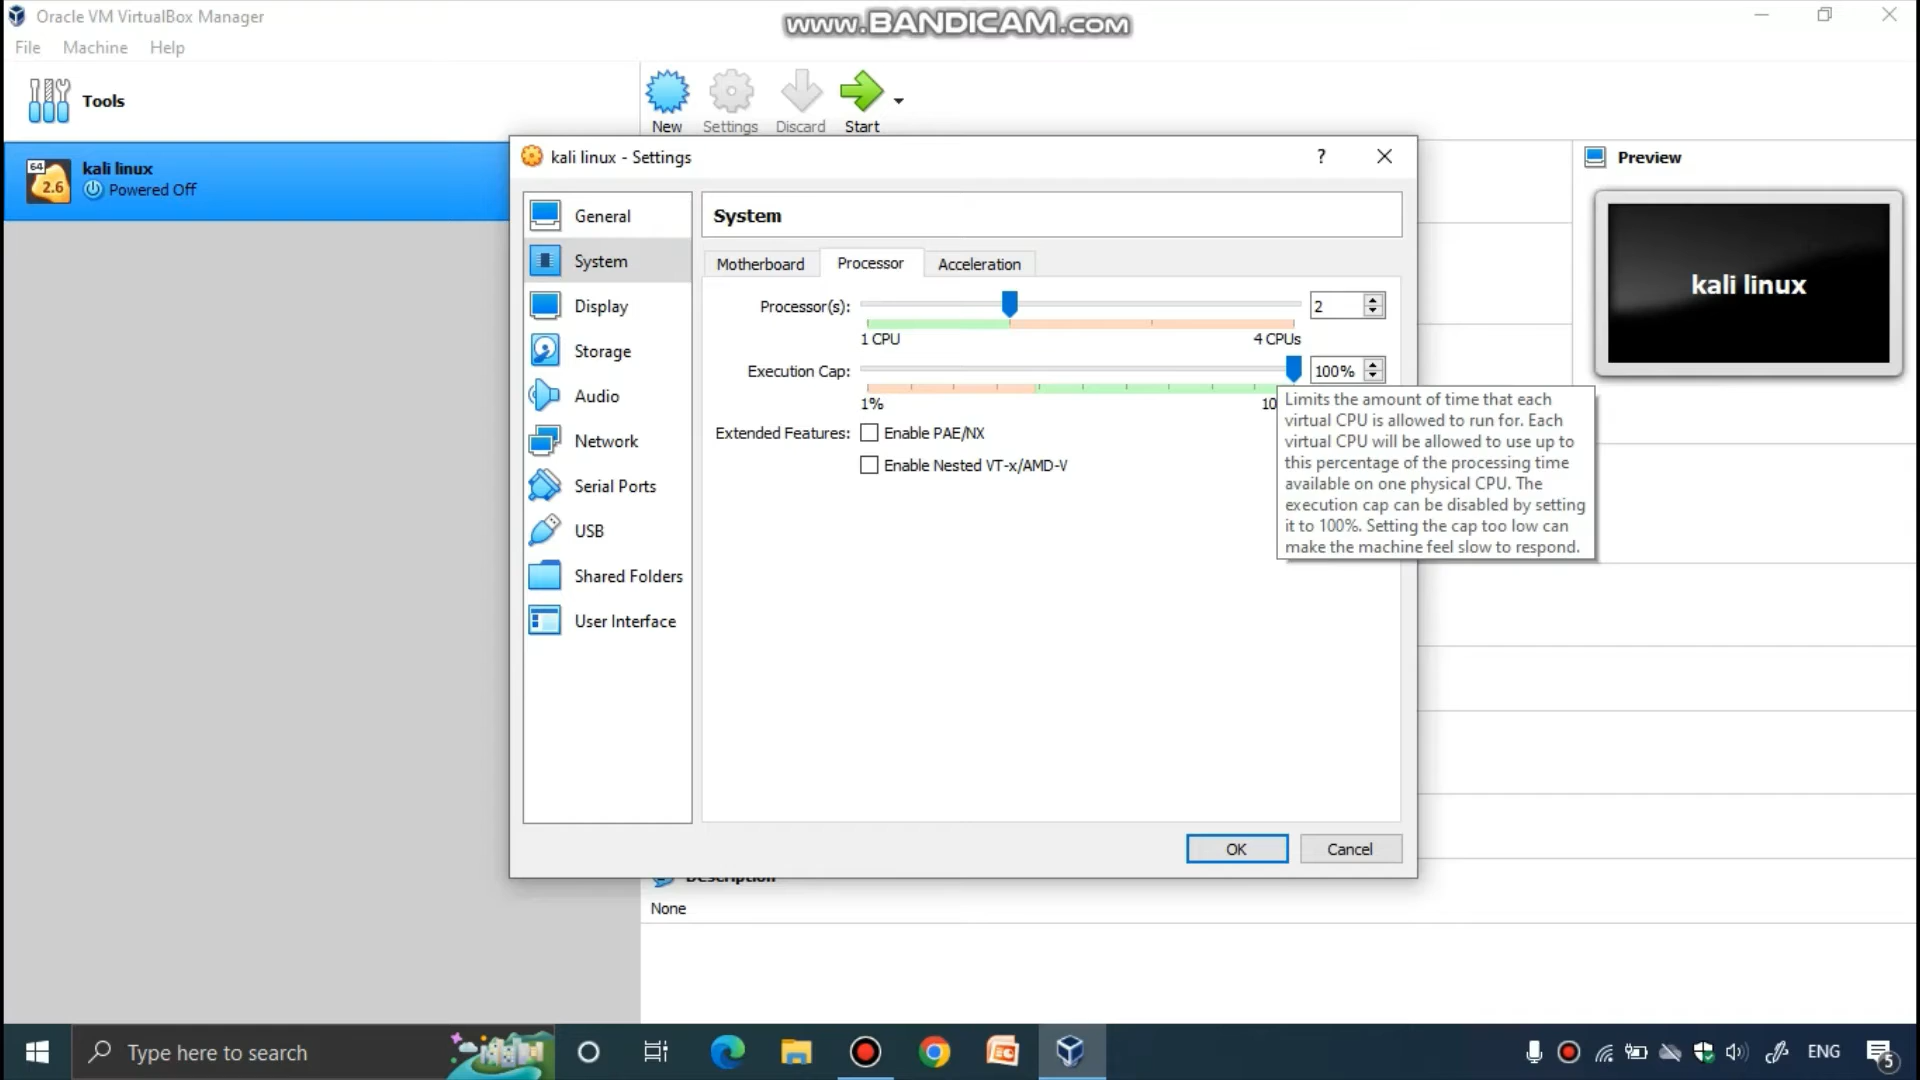 Oracle VM VirtualBox Manager
www.BANDICAM.com
File Machine Help
Tools
New Settings Discard Start
64
2.6
kali linux
Powered Off
kali linux - Settings
?
Preview
kali linux
General
System
Display
Storage
Audio
Network
Serial Ports
USB
Shared Folders
User Interface
System
Motherboard Processor Acceleration
Processor(s): 2
1 CPU 4 CPUs
Execution Cap: 100%
1% 10
Extended Features: Enable PAE/NX
Enable Nested VT-x/AMD-V
Limits the amount of time that each
virtual CPU is allowed to run for. Each
virtual CPU will be allowed to use up to
this percentage of the processing time
available on one physical CPU. The
execution cap can be disabled by setting
it to 100%. Setting the cap too low can
make the machine feel slow to respond.
OK Cancel
Description
None
Type here to search
ENG
5